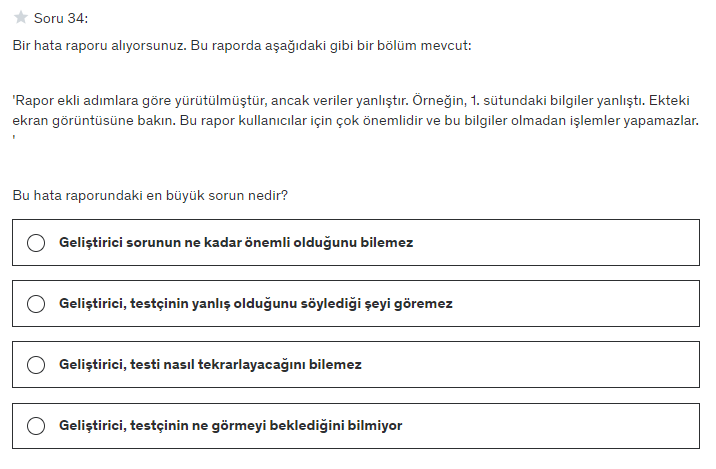 Soru 34:
Bir hata raporu alıyorsunuz. Bu raporda aşağıdaki gibi bir bölüm mevcut:
'Rapor ekli adımlara göre yürütülmüştür, ancak veriler yanlıştır. Örneğin, 1. sütundaki bilgiler yanlıştı. Ekteki
ekran görüntüsüne bakın. Bu rapor kullanıcılar için çok önemlidir ve bu bilgiler olmadan işlemler yapamazlar.
'
Bu hata raporundaki en büyük sorun nedir?
Geliştirici sorunun ne kadar önemli olduğunu bilemez
Geliştirici, testçinin yanlış olduğunu söylediği şeyi göremez
Geliştirici, testi nasıl tekrarlayacağını bilemez
Geliştirici, testçinin ne görmeyi beklediğini bilmiyor